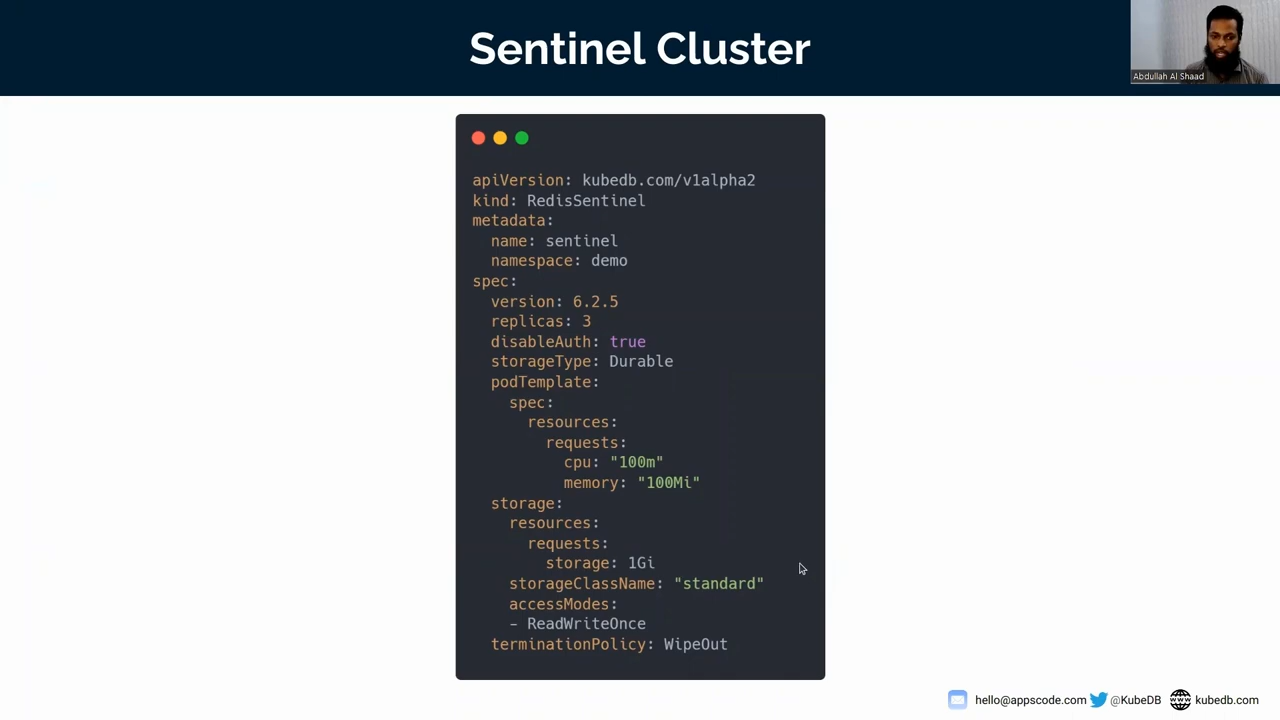 Sentinel Cluster
Abdullah Al Shaad
apiVersion: kubedb.com/v1alpha2
kind: RedisSentinel
metadata:
  name: sentinel
  namespace: demo
spec:
  version: 6.2.5
  replicas: 3
  disableAuth: true
  storageType: Durable
  podTemplate:
    spec:
      resources:
        requests:
          cpu: "100m"
          memory: "100Mi"
  storage:
    resources:
      requests:
        storage: 1Gi
    storageClassName: "standard"
    accessModes:
    - ReadWriteOnce
  terminationPolicy: WipeOut
hello@appscode.com @KubeDB kubedb.com